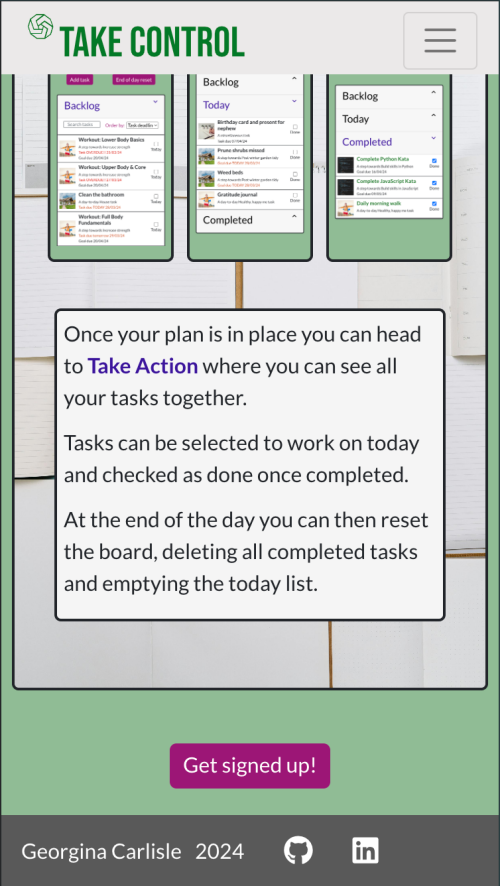 TAKE CONTROL
Add task
End of day reset
Backlog
Search tasks
Order by:
Task deadline
Workout: Lower Body Basics
Today
Workout: Upper Body & Core
Today
Clean the bathroom
Today
Workout: Full Body
Fundamentals
Today
Backlog
Today
Birthday card and present for
nephew
Done
Prune shrubs missed
Done
Weed beds
Done
Gratitude journal
Done
Completed
Backlog
Today
Completed
Complete Python Kata
Done
Complete JavaScript Kata
Done
Daily morning walk
Done
Once your plan is in place you can head
to Take Action where you can see all
your tasks together.
Tasks can be selected to work on today
and checked as done once completed.
At the end of the day you can then reset
the board, deleting all completed tasks
and emptying the today list.
Get signed up!
Georgina Carlisle 2024